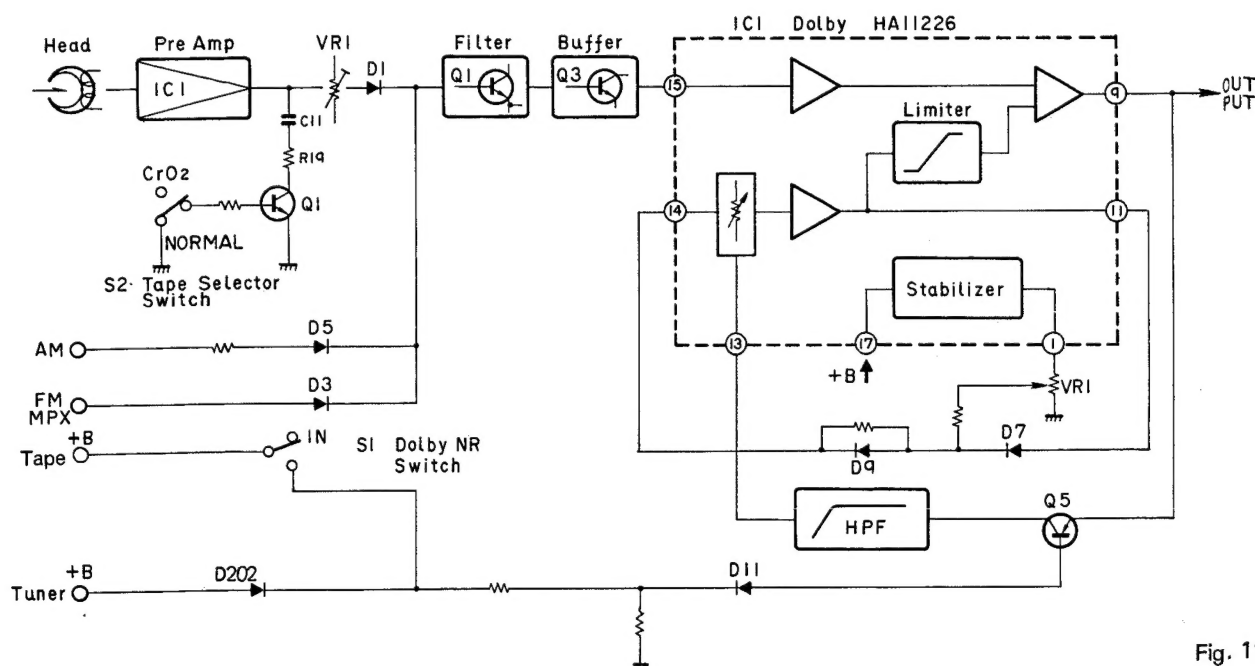 IC1 Dolby HA11226
Head
Pre Amp
VR1
D1
Filter
Buffer
IC1
Q1
Q3
15
9
OUT
PUT
C11
R19
Limiter
CrO2
Q1
14
11
NORMAL
S2· Tape Selector
Switch
Stabilizer
D5
AM
13
17
1
+B
VR1
D3
FM
MPX
+B
Tape
IN
S1 Dolby NR
Switch
D9
D7
Q5
HPF
+B
Tuner
D202
D11
Fig. 1